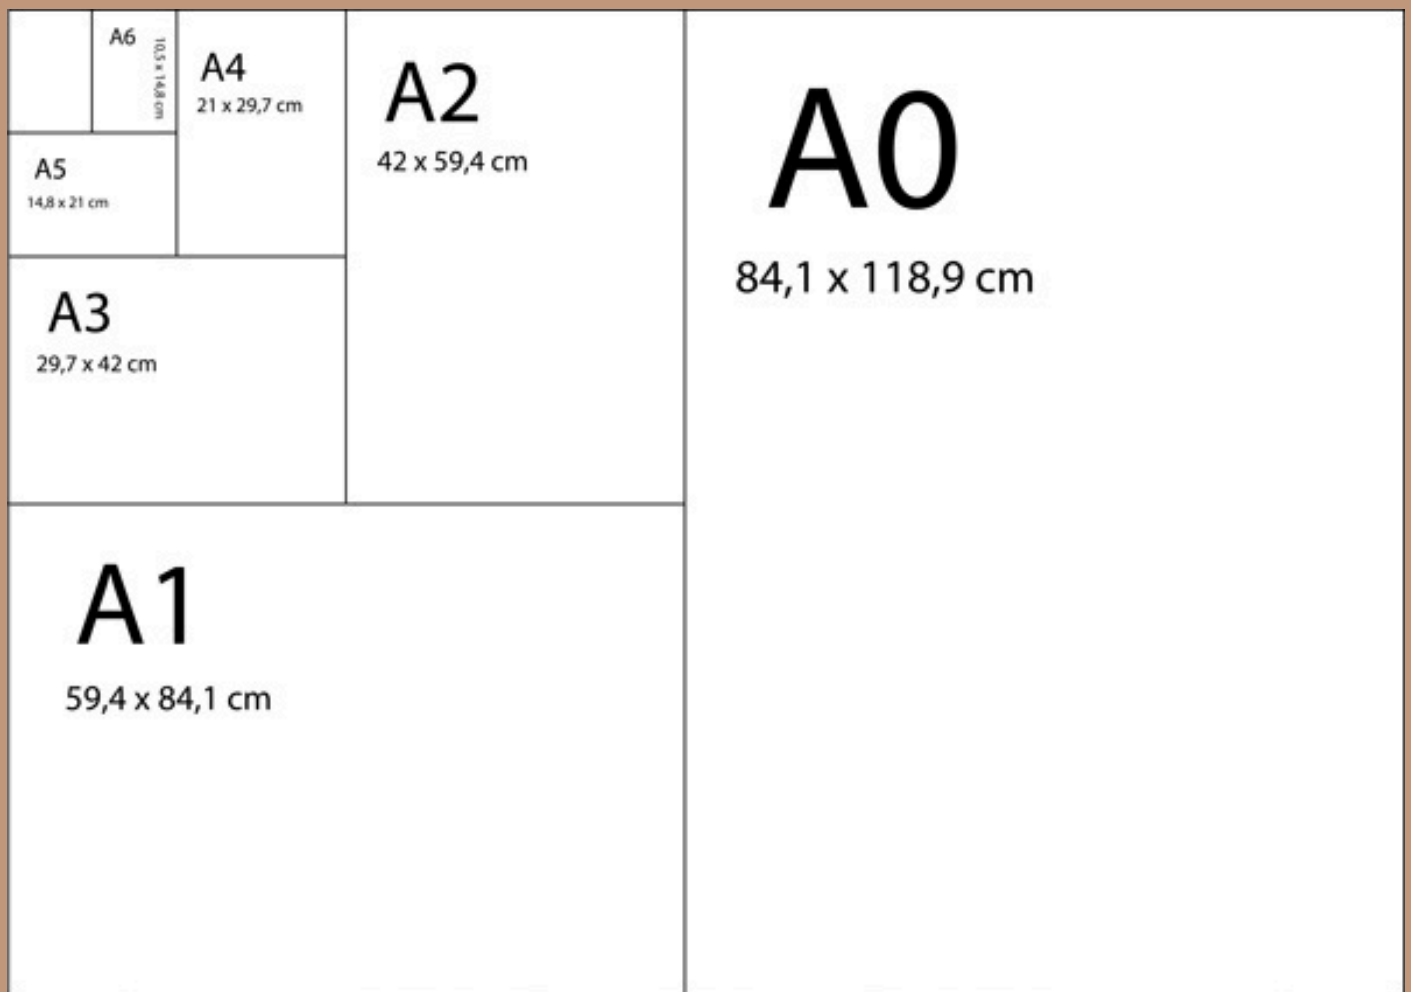 A6
10,5 x 14,8 cm
A4
21 x 29,7 cm
A2
42 x 59,4 cm
A0
84,1 x 118,9 cm
A5
14,8 x 21 cm
A3
29,7 x 42 cm
A1
59,4 x 84,1 cm